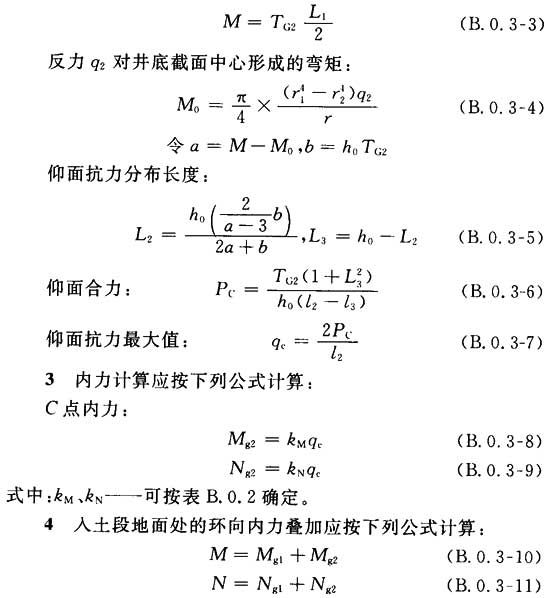 M = T_{G2} \frac{L_1}{2} (B.0.3-3)
反力 q_2 对井底截面中心形成的弯矩：
M_0 = \frac{π}{4} × \frac{(r_1^4 - r_2^4)q_2}{r} (B.0.3-4)
令 a = M - M_0, b = h_0 T_{G2}
仰面抗力分布长度：
L_2 = \frac{h_0 \left( \frac{2}{a-3} b \right)}{2a+b}, L_3 = h_0 - L_2 (B.0.3-5)
仰面合力： P_C = \frac{T_{G2}(1+L_3^2)}{h_0(l_2-l_3)} (B.0.3-6)
仰面抗力最大值： q_c = \frac{2P_C}{l_2} (B.0.3-7)
3 内力计算应按下列公式计算：
C 点内力：
M_{g2} = k_M q_c (B.0.3-8)
N_{g2} = k_N q_c (B.0.3-9)
式中：k_M、k_N——可按表 B.0.2 确定。
4 入土段地面处的环向内力叠加应按下列公式计算：
M = M_{g1} + M_{g2} (B.0.3-10)
N = N_{g1} + N_{g2} (B.0.3-11)